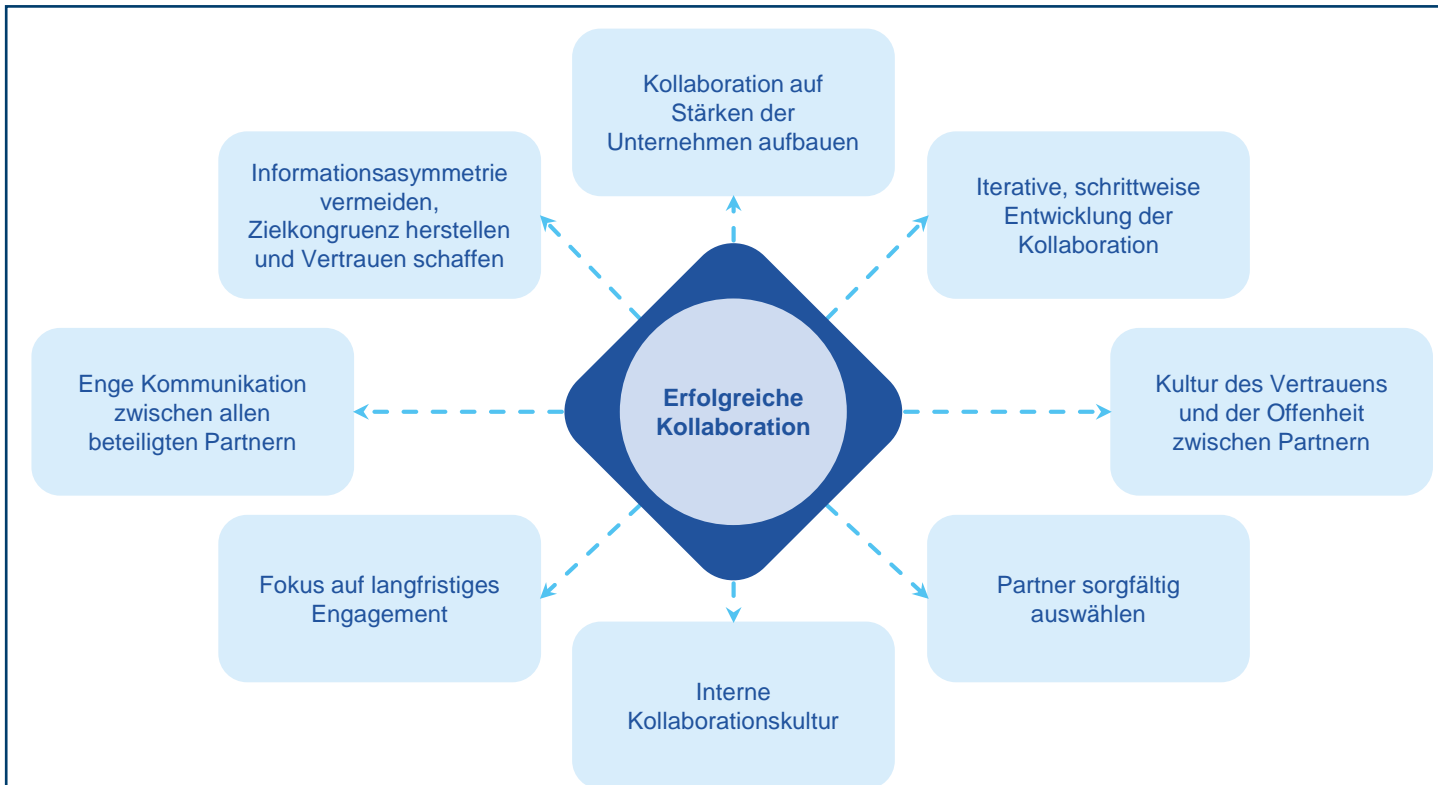 Kollaboration auf
Stärken der
Unternehmen aufbauen
Informationsasymmetrie
vermeiden,
Zielkongruenz herstellen
und Vertrauen schaffen
Iterative, schrittweise
Entwicklung der
Kollaboration
Enge Kommunikation
zwischen allen
beteiligten Partnern
Erfolgreiche
Kollaboration
Kultur des Vertrauens
und der Offenheit
zwischen Partnern
Fokus auf langfristiges
Engagement
Partner sorgfältig
auswählen
Interne
Kollaborationskultur